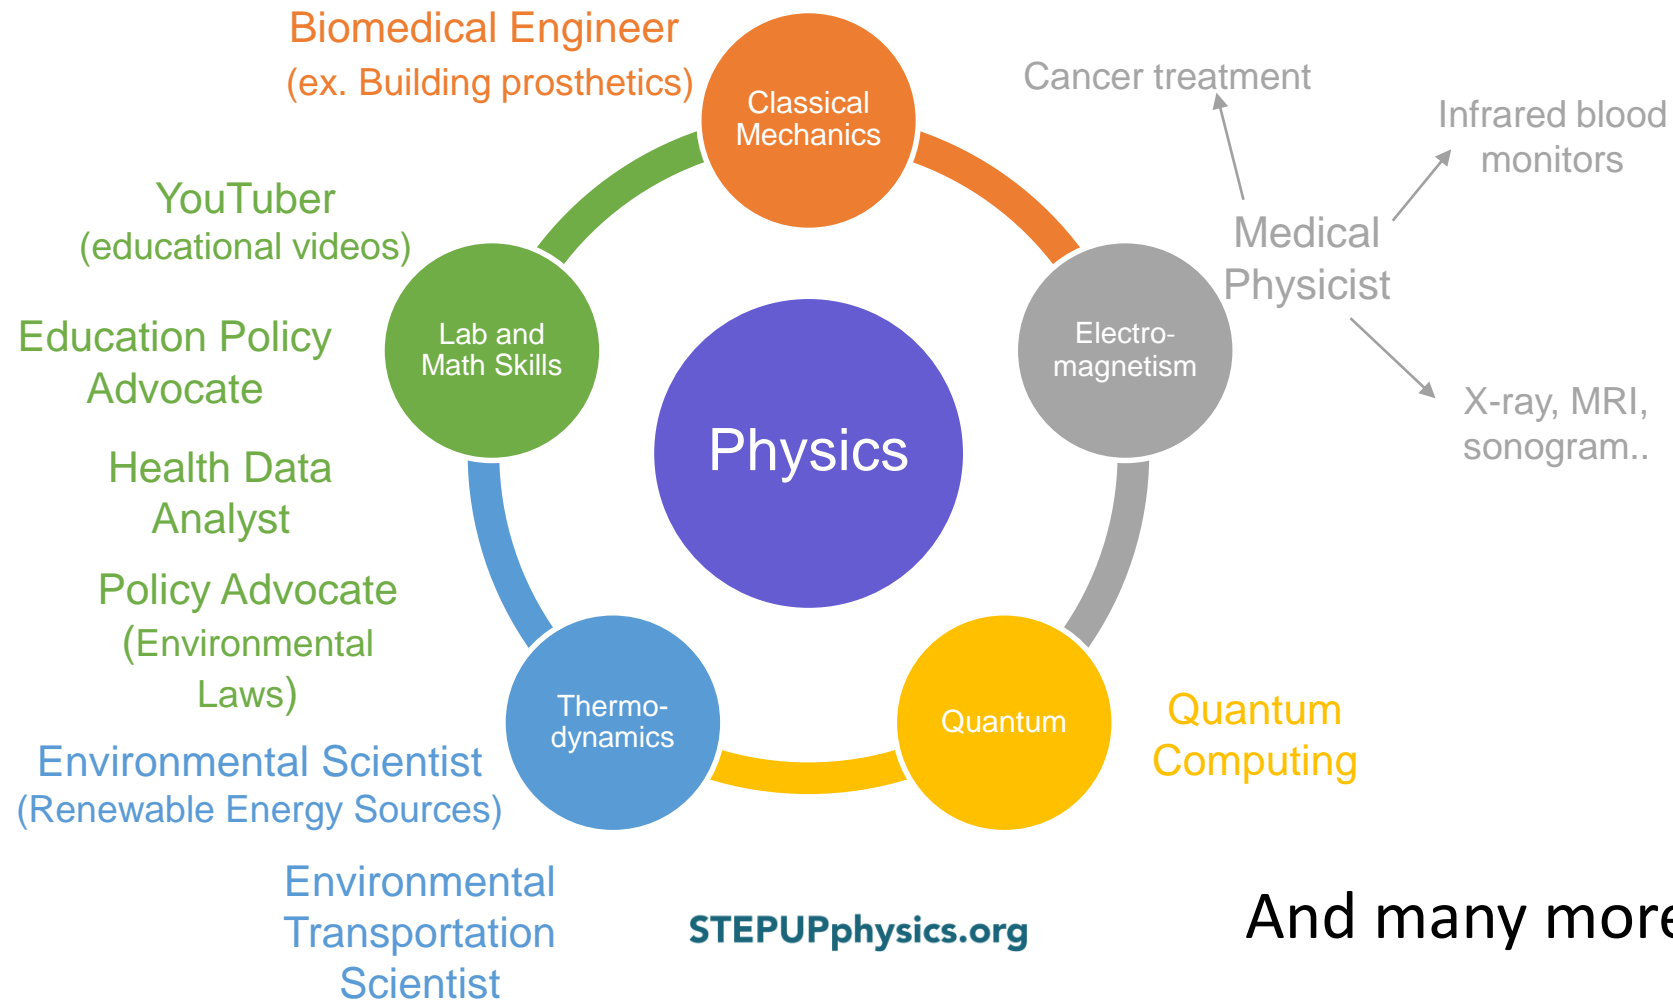 Biomedical Engineer
(ex. Building prosthetics)
Classical
Mechanics
Cancer treatment
Infrared blood
monitors
Medical
Physicist
X-ray, MRI,
sonogram..
Electro-
magnetism
YouTuber
(educational videos)
Education Policy
Advocate
Health Data
Analyst
Policy Advocate
(Environmental
Laws)
Lab and
Math Skills
Physics
Thermo-
dynamics
Quantum
Quantum
Computing
Environmental Scientist
(Renewable Energy Sources)
Environmental
Transportation
Scientist
STEPUPphysics.org
And many more